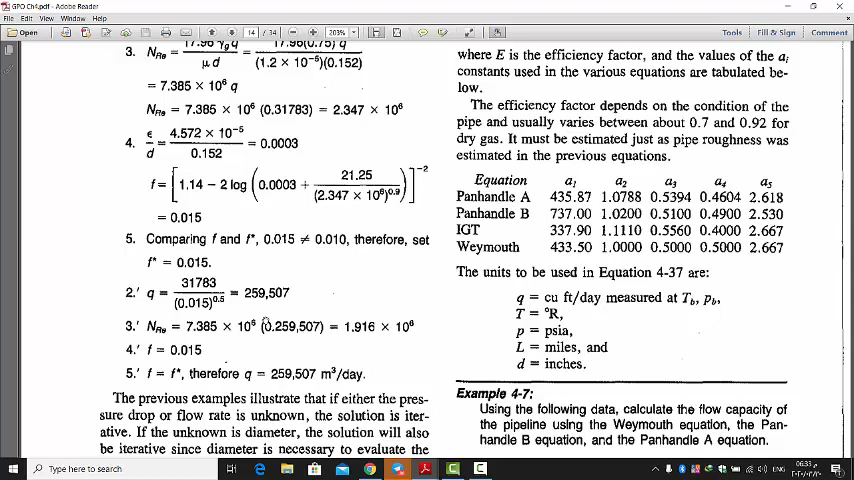 GPO Ch4.pdf - Adobe Reader
File Edit View Window Help
Open 14 / 34 203% Tools Fill & Sign Comment
3. N_Re = 17.96 γg q / μ d = 17.96(0.75) q / (1.2 × 10⁻⁵)(0.152)
= 7.385 × 10⁶ q
N_Re = 7.385 × 10⁶ (0.31783) = 2.347 × 10⁶
4. ε/d = 4.572 × 10⁻⁵ / 0.152 = 0.0003
f = [1.14 − 2 log (0.0003 + 21.25 / (2.347 × 10⁶)⁰·⁹)]⁻²
= 0.015
5. Comparing f and f*, 0.015 ≠ 0.010, therefore, set
f* = 0.015.
2.′ q = 31783 / (0.015)⁰·⁵ = 259,507
3.′ N_Re = 7.385 × 10⁶ (0.259,507) = 1.916 × 10⁶
4.′ f = 0.015
5.′ f = f*, therefore q = 259,507 m³/day.
The previous examples illustrate that if either the pres-
sure drop or flow rate is unknown, the solution is iter-
ative. If the unknown is diameter, the solution will also
be iterative since diameter is necessary to evaluate the
where E is the efficiency factor, and the values of the aᵢ
constants used in the various equations are tabulated be-
low.
The efficiency factor depends on the condition of the
pipe and usually varies between about 0.7 and 0.92 for
dry gas. It must be estimated just as pipe roughness was
estimated in the previous equations.
Equation a₁ a₂ a₃ a₄ a₅
Panhandle A 435.87 1.0788 0.5394 0.4604 2.618
Panhandle B 737.00 1.0200 0.5100 0.4900 2.530
IGT 337.90 1.1110 0.5560 0.4000 2.667
Weymouth 433.50 1.0000 0.5000 0.5000 2.667
The units to be used in Equation 4-37 are:
q = cu ft/day measured at T_b, p_b,
T = °R,
p = psia,
L = miles, and
d = inches.
Example 4-7:
Using the following data, calculate the flow capacity of
the pipeline using the Weymouth equation, the Pan-
handle B equation, and the Panhandle A equation.
Type here to search
ENG
06:33